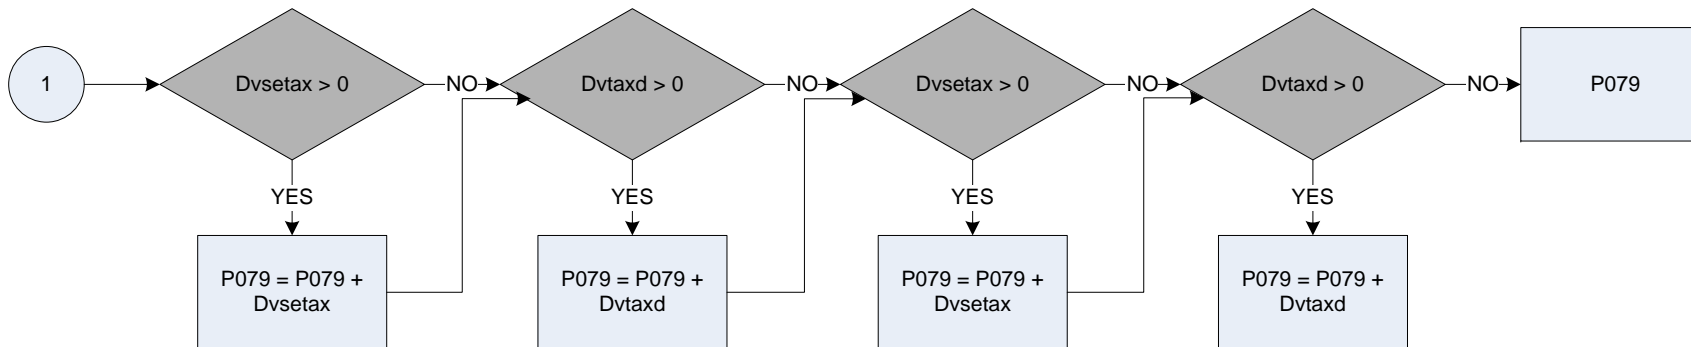 1
Dvsetax > 0
NO
Dvtaxd > 0
NO
Dvsetax > 0
NO
Dvtaxd > 0
NO
P079
YES
YES
YES
YES
P079 = P079 +
Dvsetax
P079 = P079 +
Dvtaxd
P079 = P079 +
Dvsetax
P079 = P079 +
Dvtaxd